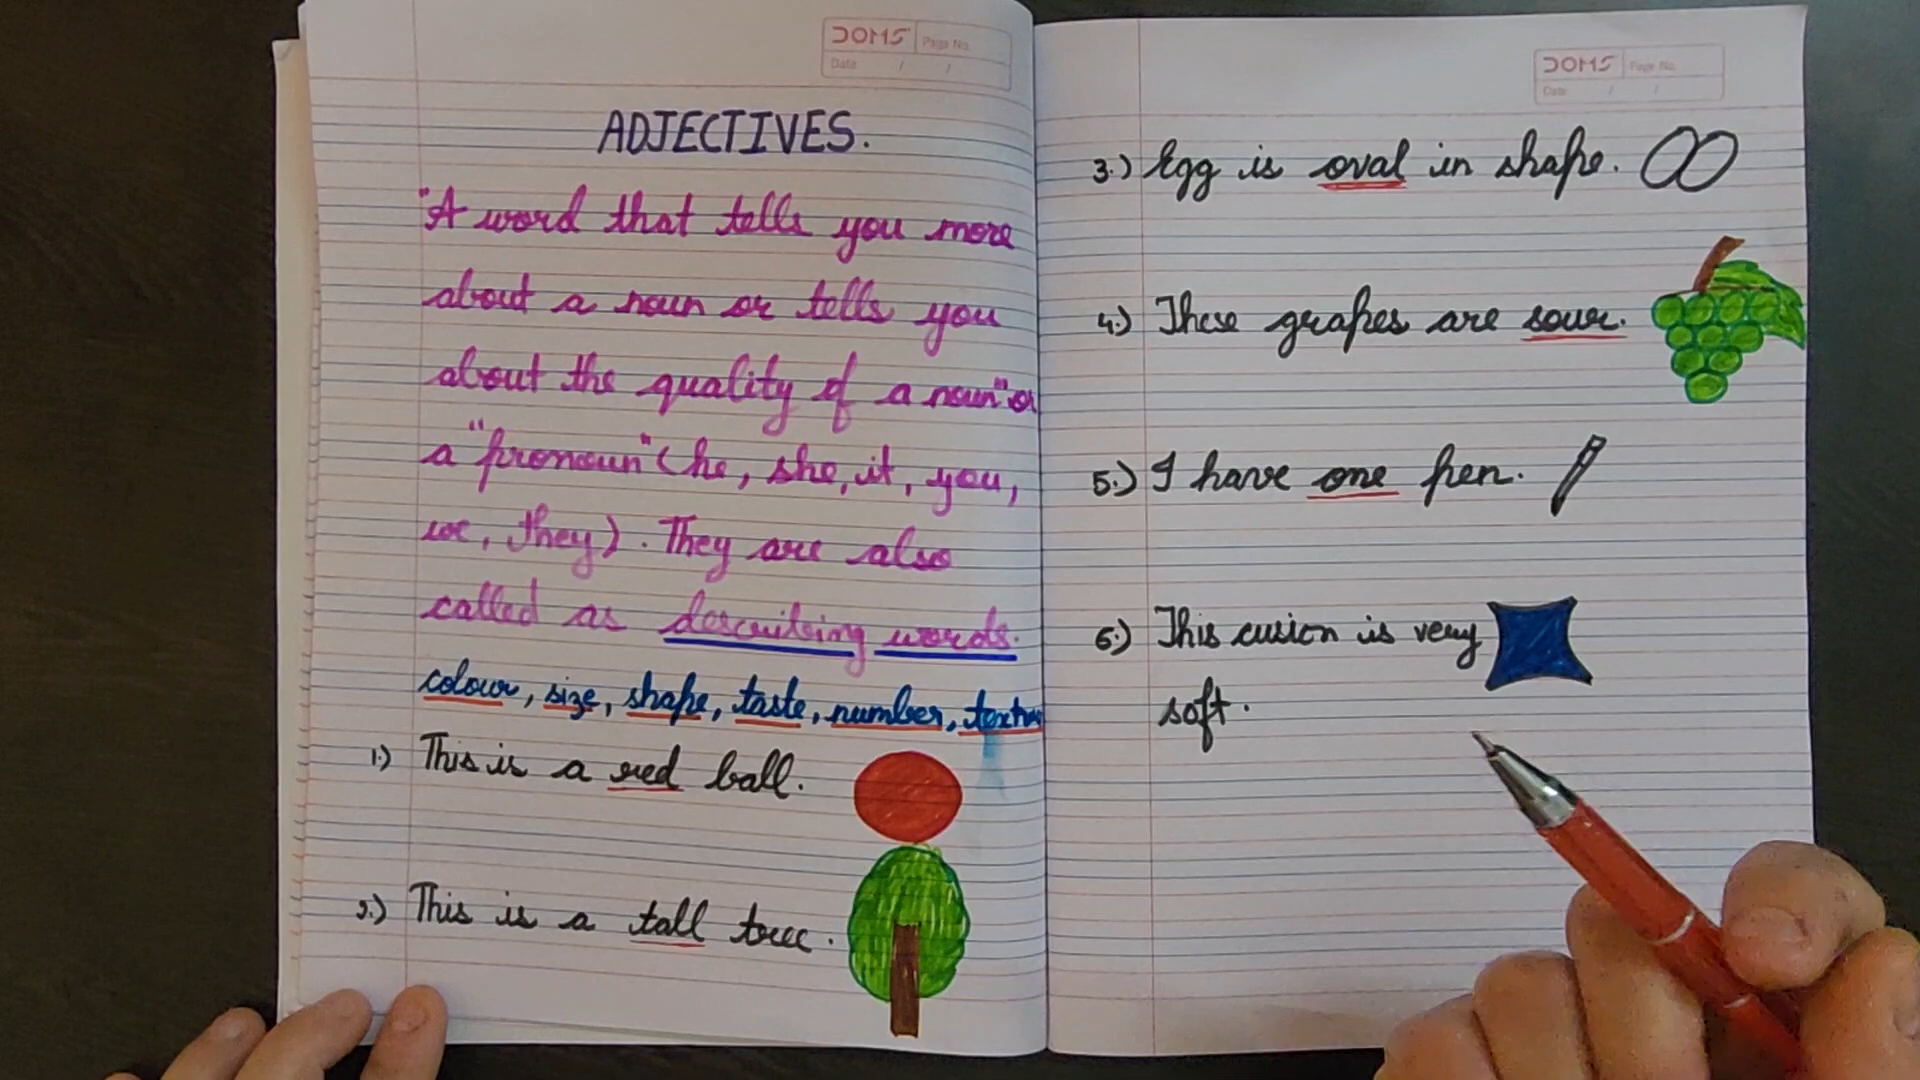 DOMS Page No.
Date / /
ADJECTIVES.
"A word that tells you more
about a noun or tells you
about the quality of a noun" or
a "pronoun" (he, she, it, you,
we, they). They are also
called as describing words.
colour, size, shape, taste, number, textur
1.) This is a red ball.
2.) This is a tall tree.
DOMS Page No.
Date / /
3.) Egg is oval in shape.
4.) These grapes are sour.
5.) I have one pen.
6.) This cusion is very
soft.